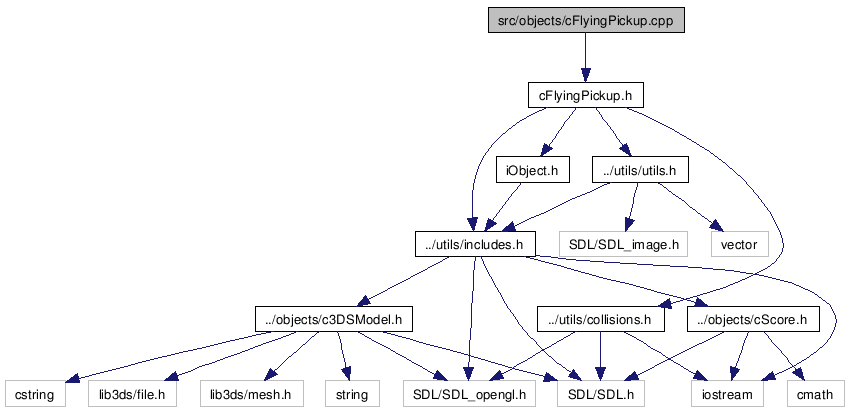 src/objects/cFlyingPickup.cpp
cFlyingPickup.h
iObject.h
../utils/utils.h
../utils/includes.h
SDL/SDL_image.h
vector
../objects/c3DSModel.h
../utils/collisions.h
../objects/cScore.h
cstring
lib3ds/file.h
lib3ds/mesh.h
string
SDL/SDL_opengl.h
SDL/SDL.h
iostream
cmath